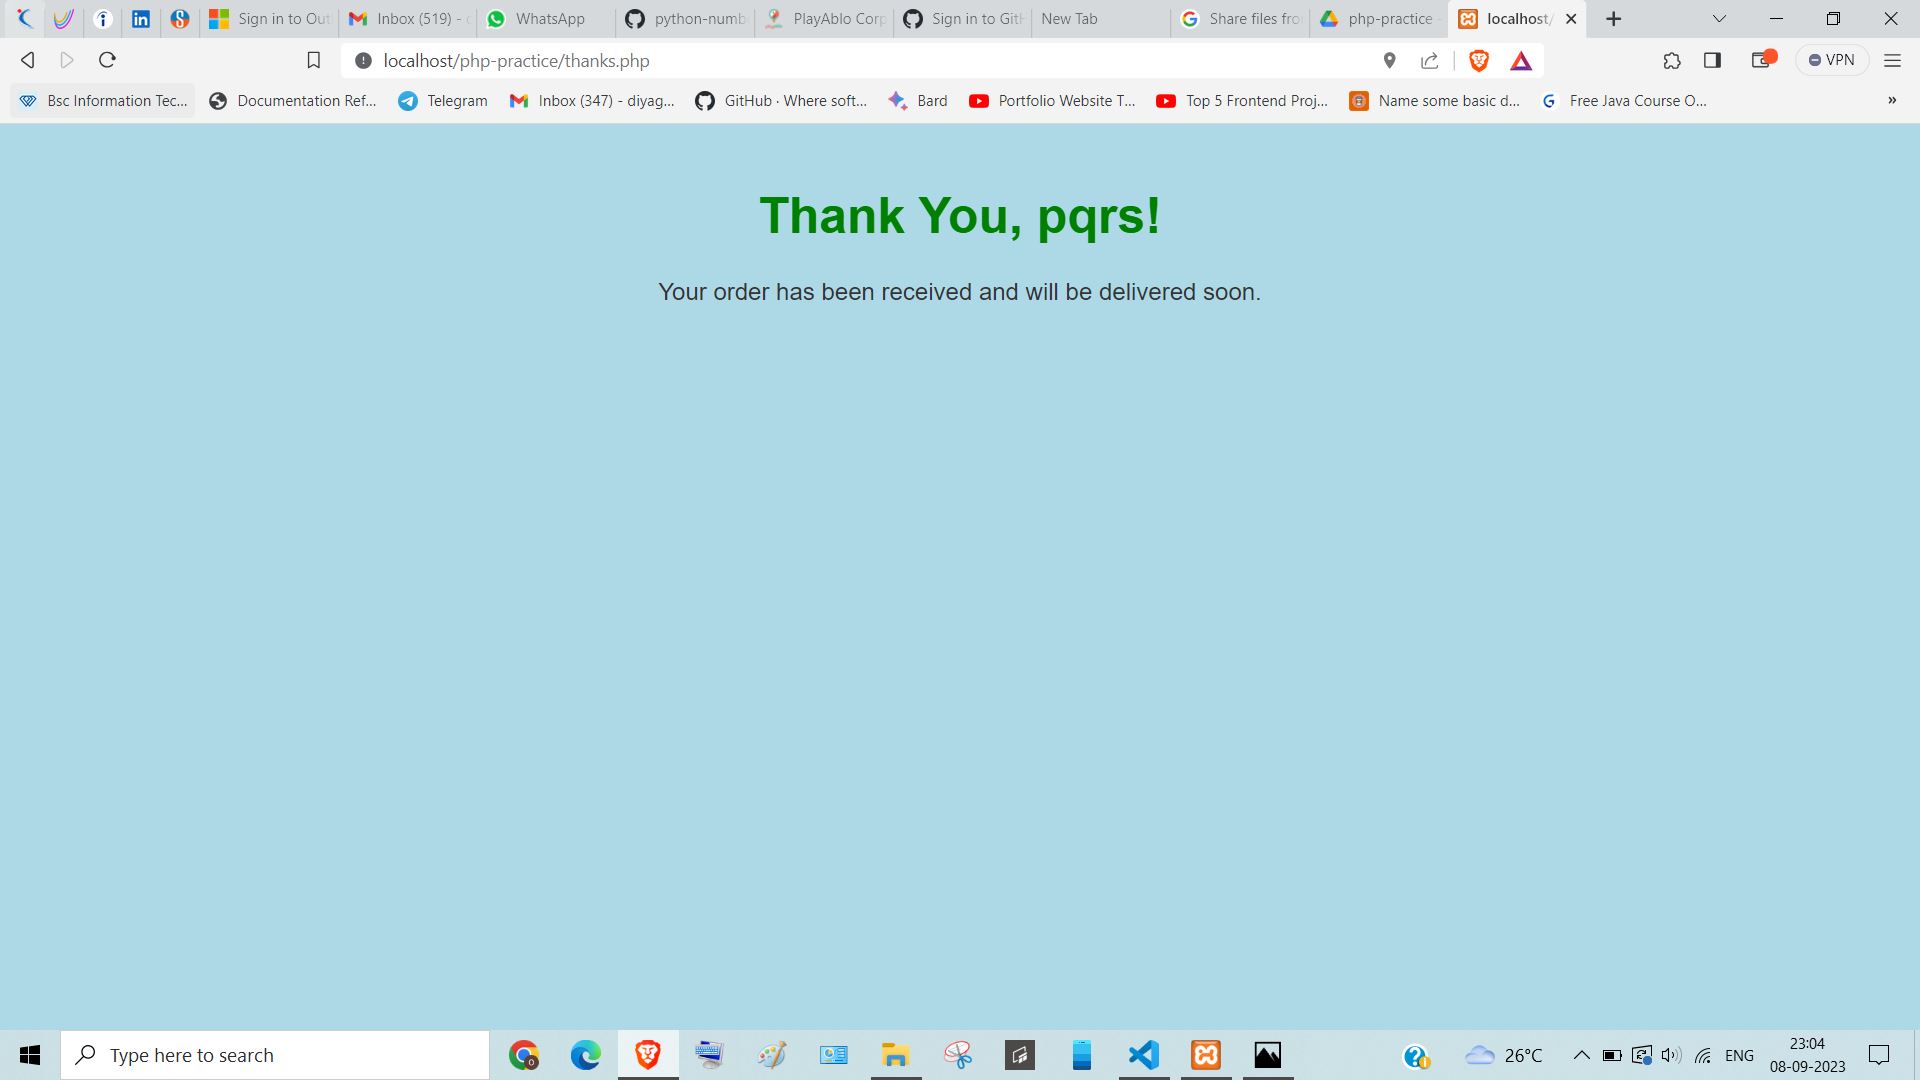 Sign in to Out
Inbox (519) -
WhatsApp
python-numb
PlayAblo Corp
Sign in to GitH
New Tab
Share files fro
php-practice -
localhost/
localhost/php-practice/thanks.php
VPN
Bsc Information Tec...
Documentation Ref...
Telegram
Inbox (347) - diyag...
GitHub · Where soft...
Bard
Portfolio Website T...
Top 5 Frontend Proj...
Name some basic d...
Free Java Course O...
»
Thank You, pqrs!
Your order has been received and will be delivered soon.
Type here to search
26°C
ENG
23:04
08-09-2023